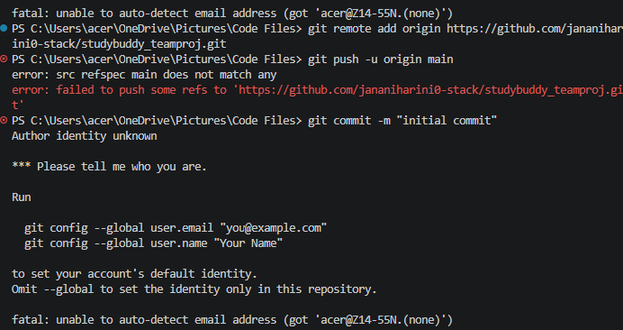 fatal: unable to auto-detect email address (got 'acer@Z14-55N.(none)')
PS C:\Users\acer\OneDrive\Pictures\Code Files> git remote add origin https://github.com/jananihar
ini0-stack/studybuddy_teamproj.git
PS C:\Users\acer\OneDrive\Pictures\Code Files> git push -u origin main
error: src refspec main does not match any
error: failed to push some refs to 'https://github.com/jananiharini0-stack/studybuddy_teamproj.gi
t'
PS C:\Users\acer\OneDrive\Pictures\Code Files> git commit -m "initial commit"
Author identity unknown

*** Please tell me who you are.

Run

  git config --global user.email "you@example.com"
  git config --global user.name "Your Name"

to set your account's default identity.
Omit --global to set the identity only in this repository.

fatal: unable to auto-detect email address (got 'acer@Z14-55N.(none)')